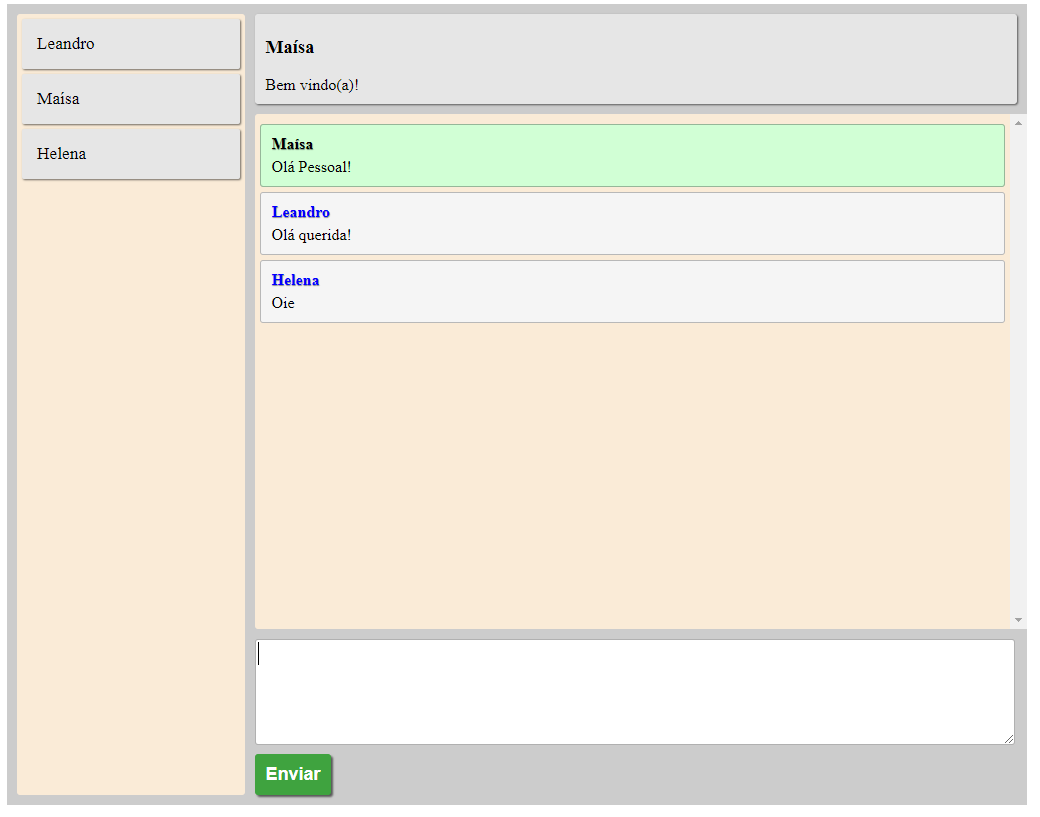 Leandro
Maísa
Helena
Maísa
Bem vindo(a)!
Maísa
Olá Pessoal!
Leandro
Olá querida!
Helena
Oie
Enviar